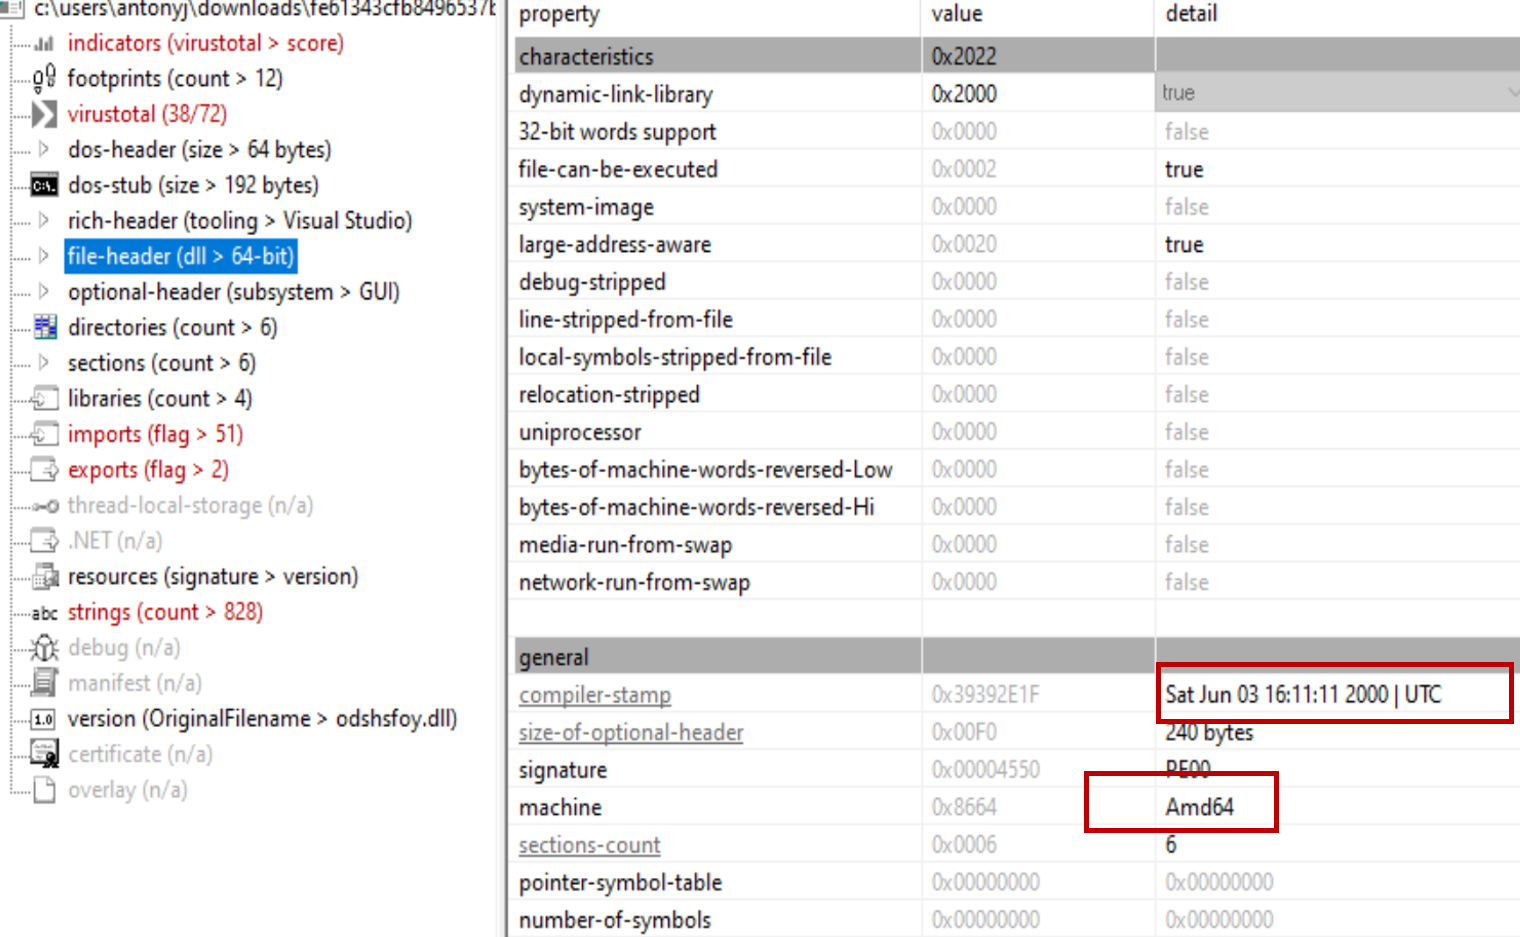 c:\users\antonyj\downloads\fe61343cfb8496537b
indicators (virustotal > score)
footprints (count > 12)
virustotal (38/72)
dos-header (size > 64 bytes)
dos-stub (size > 192 bytes)
rich-header (tooling > Visual Studio)
file-header (dll > 64-bit)
optional-header (subsystem > GUI)
directories (count > 6)
sections (count > 6)
libraries (count > 4)
imports (flag > 51)
exports (flag > 2)
thread-local-storage (n/a)
.NET (n/a)
resources (signature > version)
abc strings (count > 828)
debug (n/a)
manifest (n/a)
1.0 version (OriginalFilename > odshsfoy.dll)
certificate (n/a)
overlay (n/a)
property value detail
characteristics 0x2022
dynamic-link-library 0x2000 true
32-bit words support 0x0000 false
file-can-be-executed 0x0002 true
system-image 0x0000 false
large-address-aware 0x0020 true
debug-stripped 0x0000 false
line-stripped-from-file 0x0000 false
local-symbols-stripped-from-file 0x0000 false
relocation-stripped 0x0000 false
uniprocessor 0x0000 false
bytes-of-machine-words-reversed-Low 0x0000 false
bytes-of-machine-words-reversed-Hi 0x0000 false
media-run-from-swap 0x0000 false
network-run-from-swap 0x0000 false
general
compiler-stamp 0x39392E1F Sat Jun 03 16:11:11 2000 | UTC
size-of-optional-header 0x00F0 240 bytes
signature 0x00004550 PE00
machine 0x8664 Amd64
sections-count 0x0006 6
pointer-symbol-table 0x00000000 0x00000000
number-of-symbols 0x00000000 0x00000000